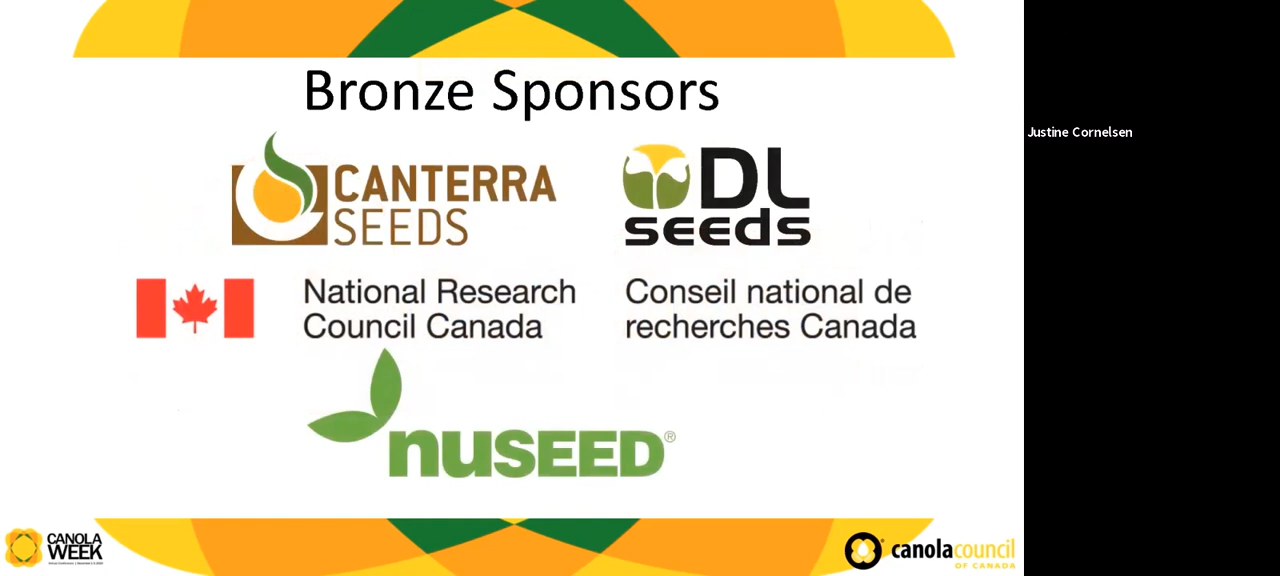 Bronze Sponsors
CANTERRA
SEEDS
DL
seeds
National Research
Council Canada
Conseil national de
recherches Canada
nuSEED®
CANOLA
WEEK
canolacouncil
OF CANADA
Justine Cornelsen